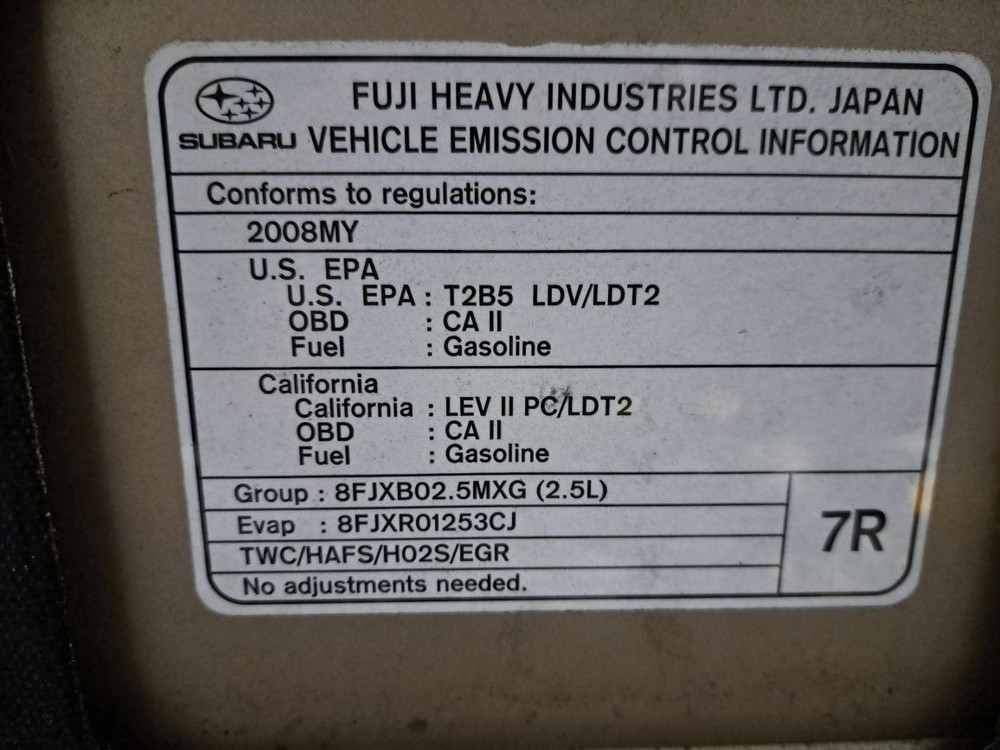 FUJI HEAVY INDUSTRIES LTD. JAPAN
SUBARU VEHICLE EMISSION CONTROL INFORMATION
Conforms to regulations:
2008MY
U.S. EPA
U.S. EPA : T2B5 LDV/LDT2
OBD : CA II
Fuel : Gasoline
California
California : LEV II PC/LDT2
OBD : CA II
Fuel : Gasoline
Group : 8FJXB02.5MXG (2.5L)
Evap : 8FJXR01253CJ
TWC/HAFS/H02S/EGR
No adjustments needed.
7R